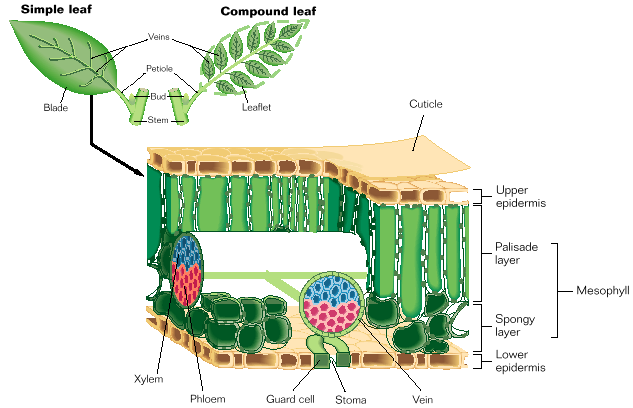 Simple leaf
Compound leaf
Veins
Petiole
Bud
Blade
Leaflet
Stem
Cuticle
Upper
epidermis
Palisade
layer
Mesophyll
Spongy
layer
Lower
epidermis
Xylem
Phloem
Guard cell
Stoma
Vein